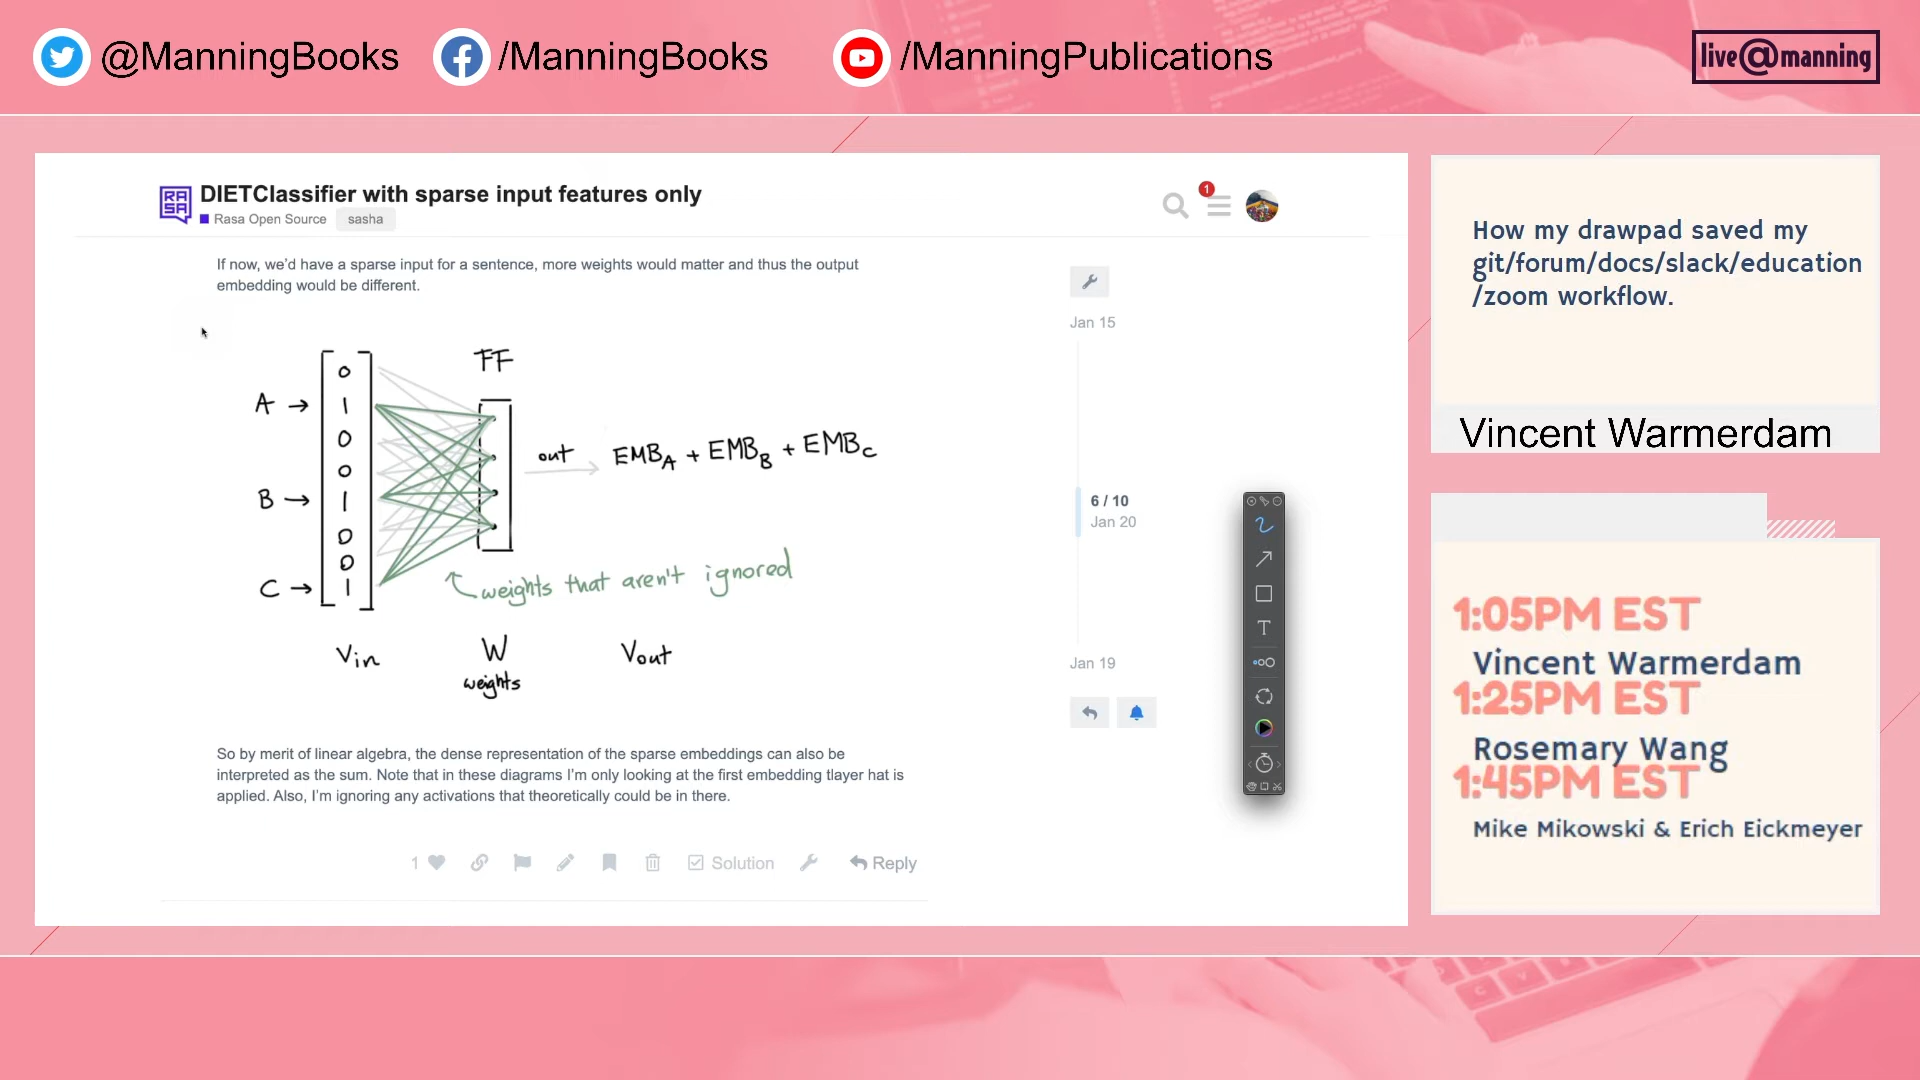 @ManningBooks /ManningBooks /ManningPublications live@manning
DIETClassifier with sparse input features only
Rasa Open Source sasha
1
If now, we'd have a sparse input for a sentence, more weights would matter and thus the output
embedding would be different.
FF
0
A → 1
0
0
B → 1
0
0
C → 1
out EMB_A + EMB_B + EMB_C
weights that aren't ignored
Vin W Vout
weights
So by merit of linear algebra, the dense representation of the sparse embeddings can also be
interpreted as the sum. Note that in these diagrams I'm only looking at the first embedding tlayer hat is
applied. Also, I'm ignoring any activations that theoretically could be in there.
1 Solution Reply
Jan 15
6 / 10
Jan 20
Jan 19
T
How my drawpad saved my
git/forum/docs/slack/education
/zoom workflow.
Vincent Warmerdam
1:05PM EST
Vincent Warmerdam
1:25PM EST
Rosemary Wang
1:45PM EST
Mike Mikowski & Erich Eickmeyer